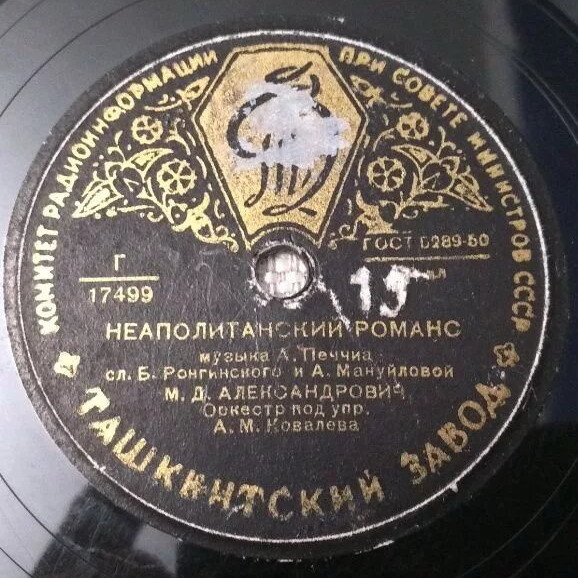 КОМИТЕТ РАДИОИНФОРМАЦИИ ПРИ СОВЕТЕ МИНИСТРОВ СССР
ГОСТ 5289-50
Г
17499
15
НЕАПОЛИТАНСКИЙ РОМАНС
музыка А. Печчиа
сл. Б. Ронгинского и А. Мануйловой
М. Д. АЛЕКСАНДРОВИЧ
Оркестр под упр.
А. М. Ковалева
ТАШКЕНТСКИЙ ЗАВОД